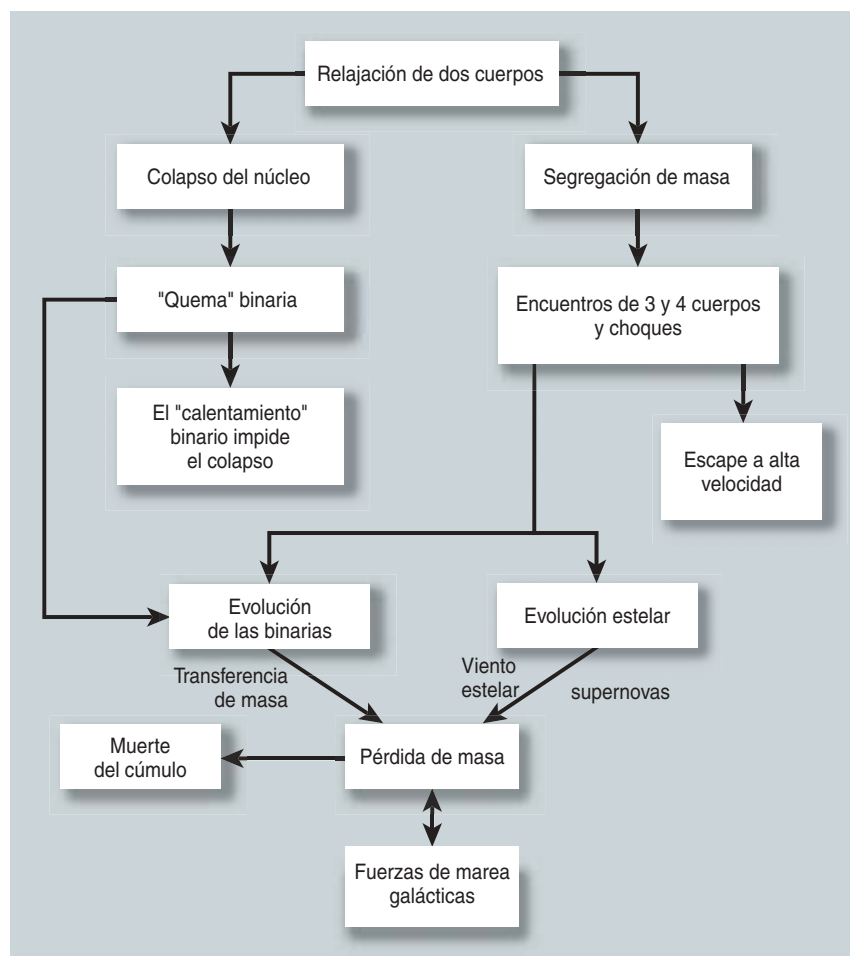 Relajación de dos cuerpos
Colapso del núcleo
Segregación de masa
"Quema" binaria
Encuentros de 3 y 4 cuerpos
y choques
El "calentamiento"
binario impide
el colapso
Escape a alta
velocidad
Evolución
de las binarias
Evolución estelar
Transferencia
de masa
Viento
estelar
supernovas
Muerte
del cúmulo
Pérdida de masa
Fuerzas de marea
galácticas